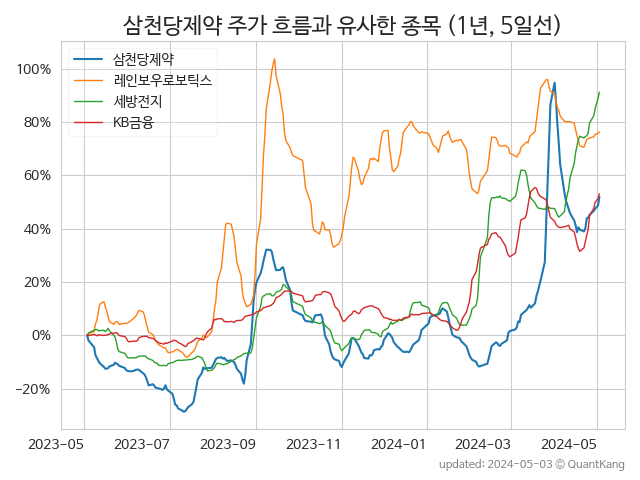 삼천당제약 주가 흐름과 유사한 종목 (1년, 5일선)
삼천당제약
레인보우로보틱스
세방전지
KB금융
100%
80%
60%
40%
20%
0%
−20%
2023-05 2023-07 2023-09 2023-11 2024-01 2024-03 2024-05
updated: 2024-05-03 © QuantKang